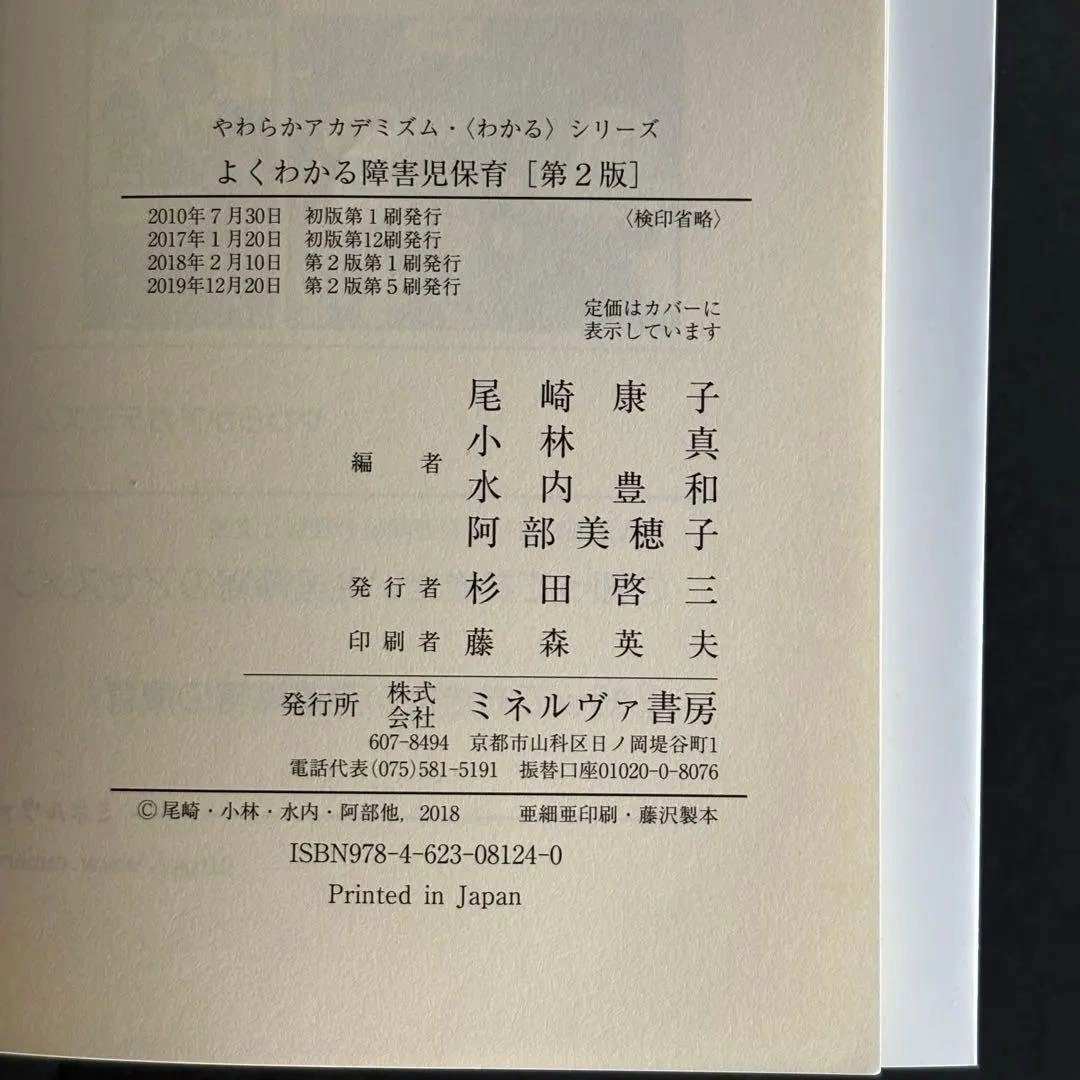 やわらかアカデミズム・〈わかる〉シリーズ
よくわかる障害児保育［第２版］
2010年７月30日　初版第１刷発行　〈検印省略〉
2017年１月20日　初版第12刷発行
2018年２月10日　第２版第１刷発行
2019年12月20日　第２版第５刷発行
定価はカバーに
表示しています
尾崎康子
小林真
編者
水内豊和
阿部美穂子
発行者　杉田啓三
印刷者　藤森英夫
発行所　株式会社　ミネルヴァ書房
607-8494　京都市山科区日ノ岡堤谷町1
電話代表(075)581-5191　振替口座01020-0-8076
©尾崎・小林・水内・阿部他, 2018　亜細亜印刷・藤沢製本
ISBN978-4-623-08124-0
Printed in Japan